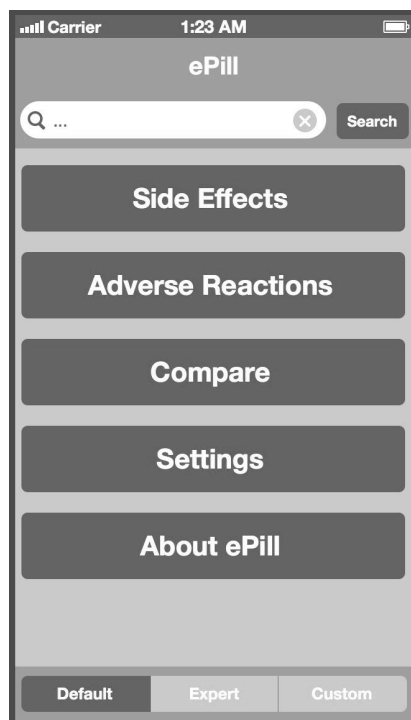 Carrier 1:23 AM
ePill
... Search
Side Effects
Adverse Reactions
Compare
Settings
About ePill
Default Expert Custom